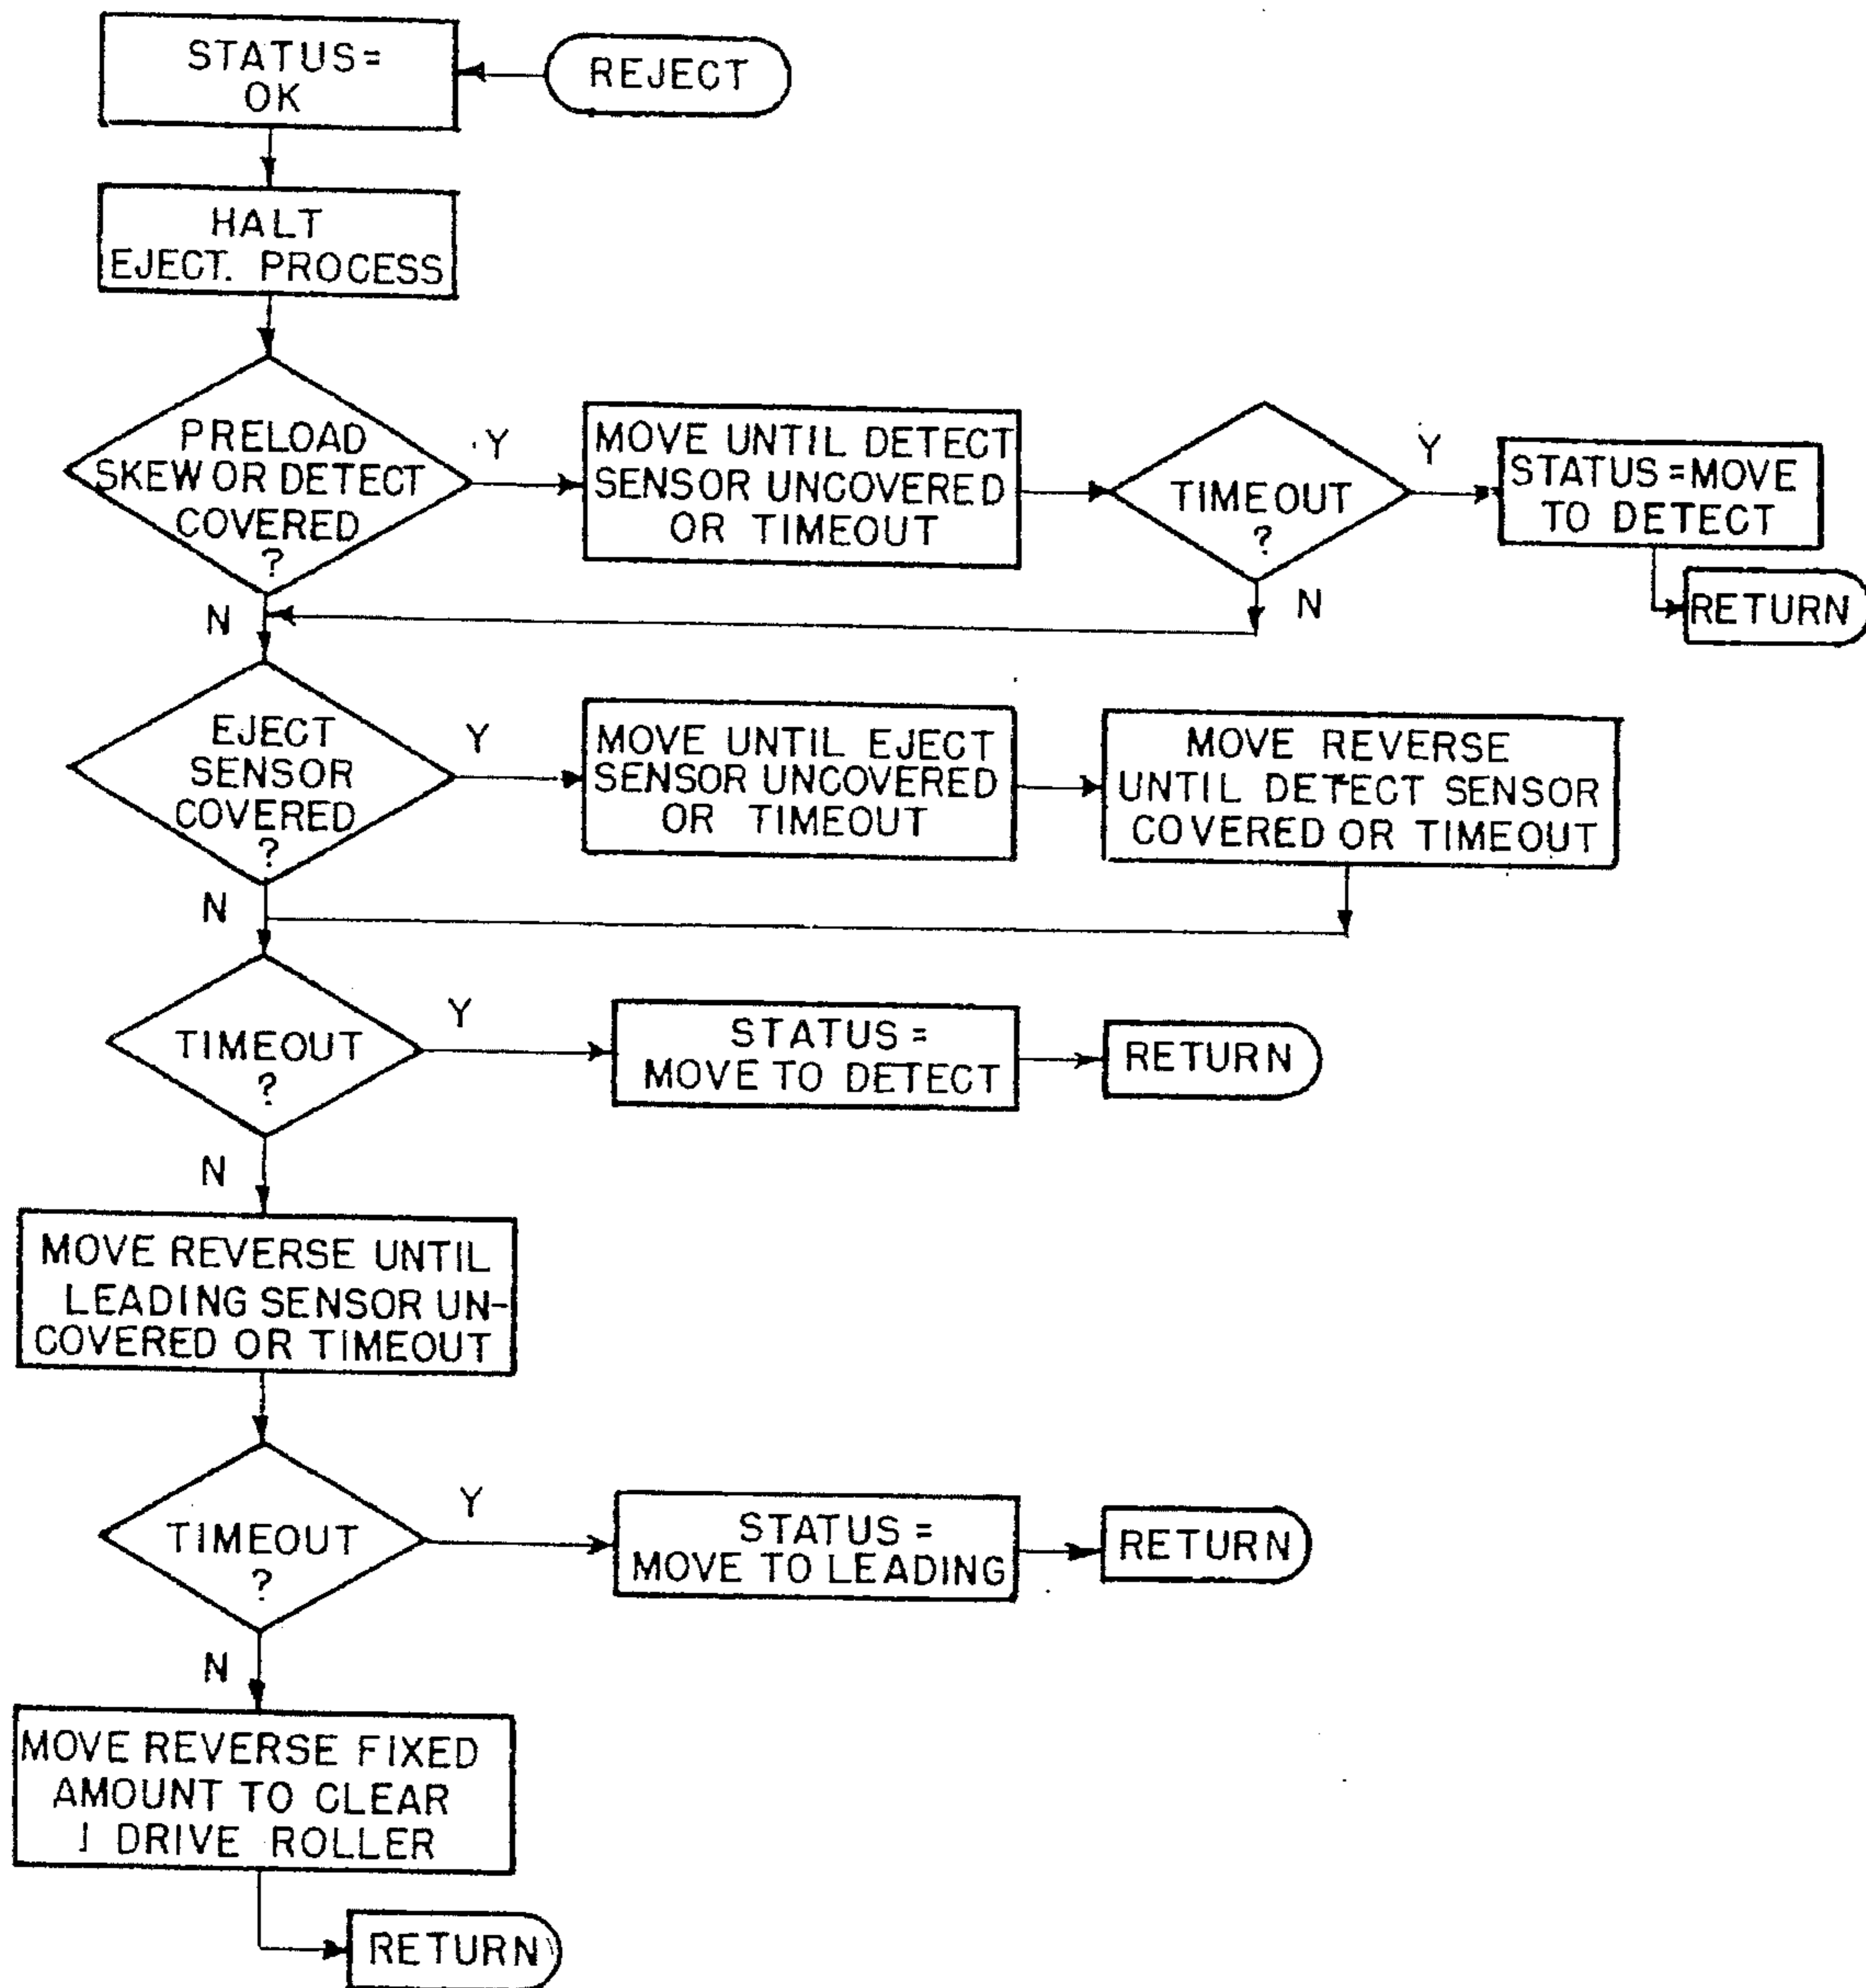 STATUS =
OK
REJECT
HALT
EJECT. PROCESS
PRELOAD
SKEW OR DETECT
COVERED
?
Y
MOVE UNTIL DETECT
SENSOR UNCOVERED
OR TIMEOUT
TIMEOUT
?
Y
STATUS = MOVE
TO DETECT
RETURN
N
N
EJECT
SENSOR
COVERED
?
Y
MOVE UNTIL EJECT
SENSOR UNCOVERED
OR TIMEOUT
MOVE REVERSE
UNTIL DETECT SENSOR
COVERED OR TIMEOUT
N
TIMEOUT
?
Y
STATUS =
MOVE TO DETECT
RETURN
N
MOVE REVERSE UNTIL
LEADING SENSOR UN-
COVERED OR TIMEOUT
TIMEOUT
?
Y
STATUS =
MOVE TO LEADING
RETURN
N
MOVE REVERSE FIXED
AMOUNT TO CLEAR
1 DRIVE ROLLER
RETURN